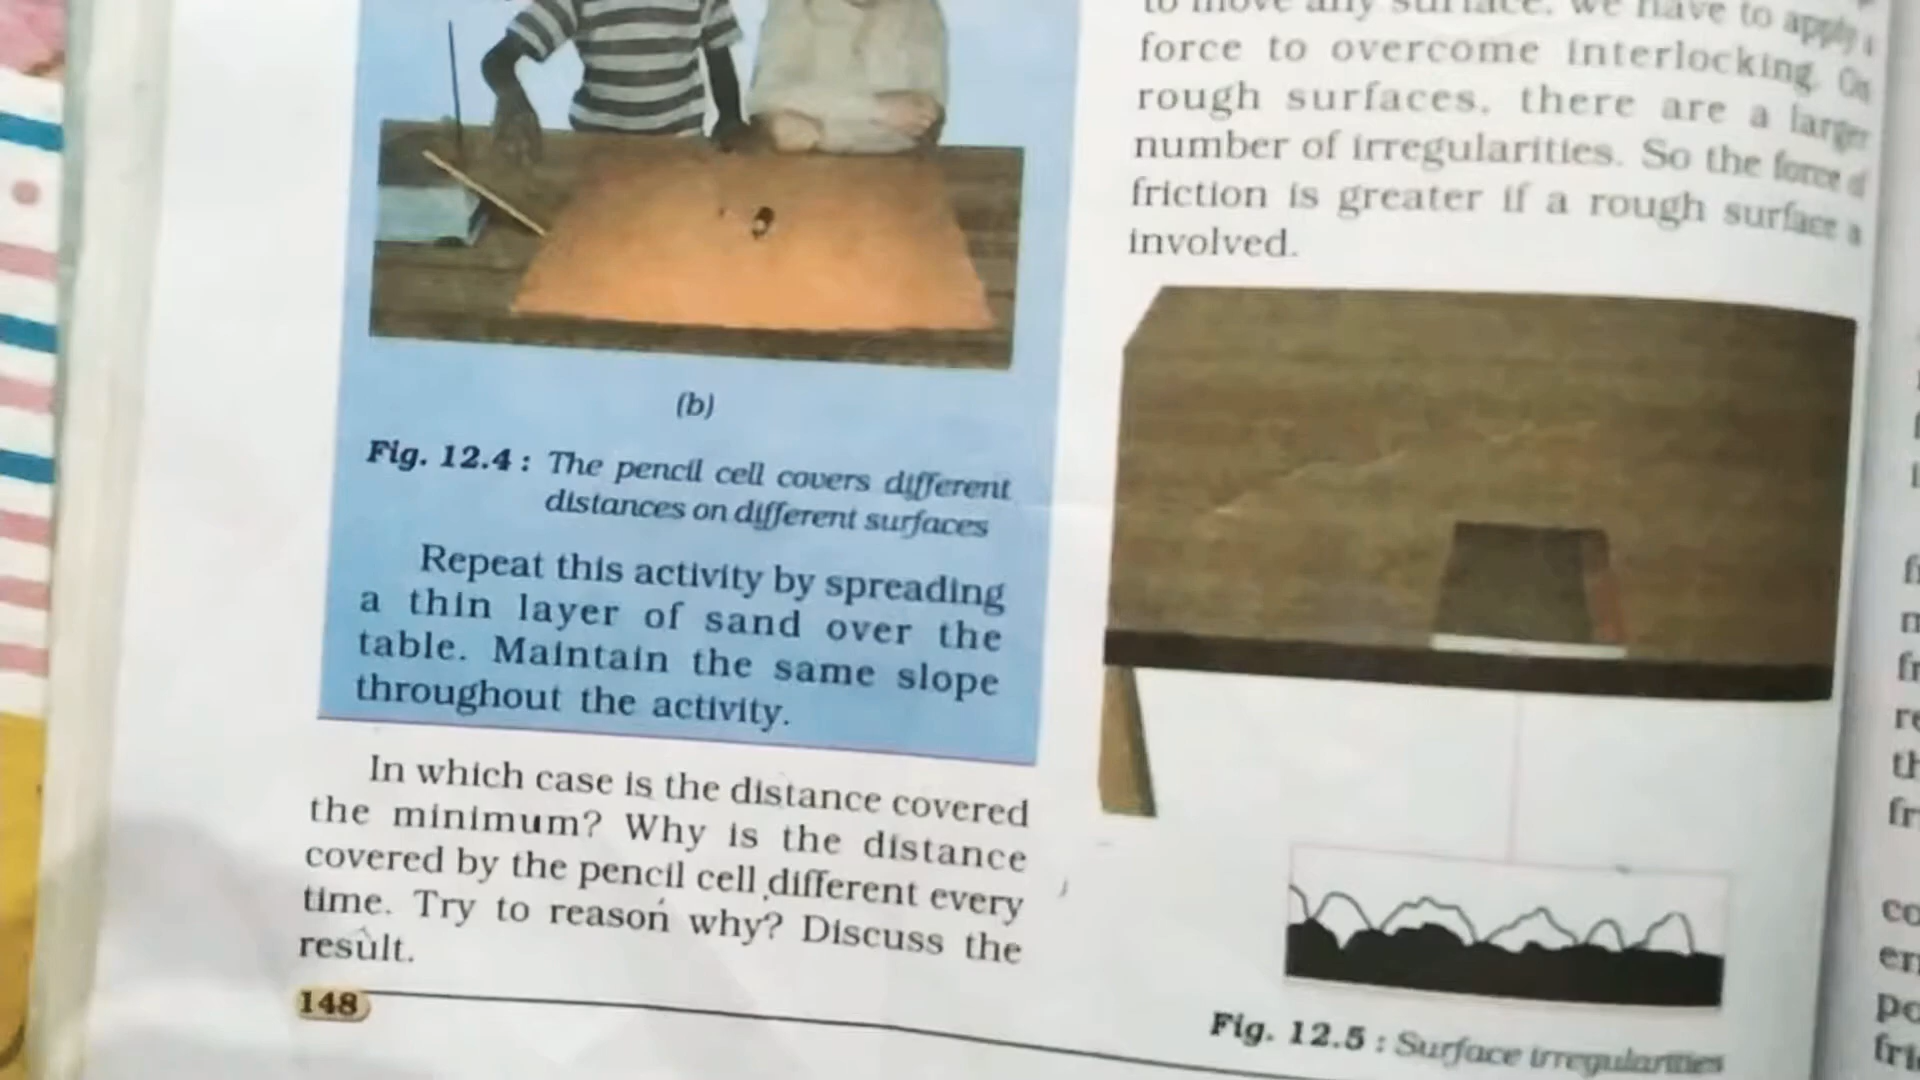 (b)
Fig. 12.4 : The pencil cell covers different
distances on different surfaces
Repeat this activity by spreading
a thin layer of sand over the
table. Maintain the same slope
throughout the activity.
In which case is the distance covered
the minimum? Why is the distance
covered by the pencil cell different every
time. Try to reason why? Discuss the
result.
148
to move any surface, we have to apply a
force to overcome interlocking. On
rough surfaces, there are a larger
number of irregularities. So the force of
friction is greater if a rough surface
involved.
Fig. 12.5 : Surface irregularities